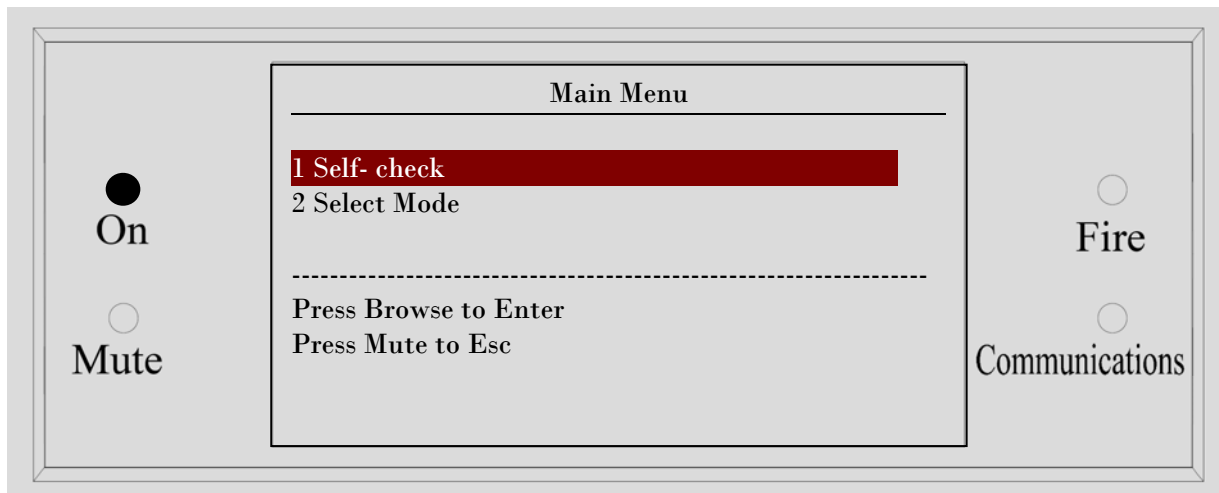 Main Menu
1 Self- check
2 Select Mode
-------------------------------------------------------------------
Press Browse to Enter
Press Mute to Esc
On
Mute
Fire
Communications